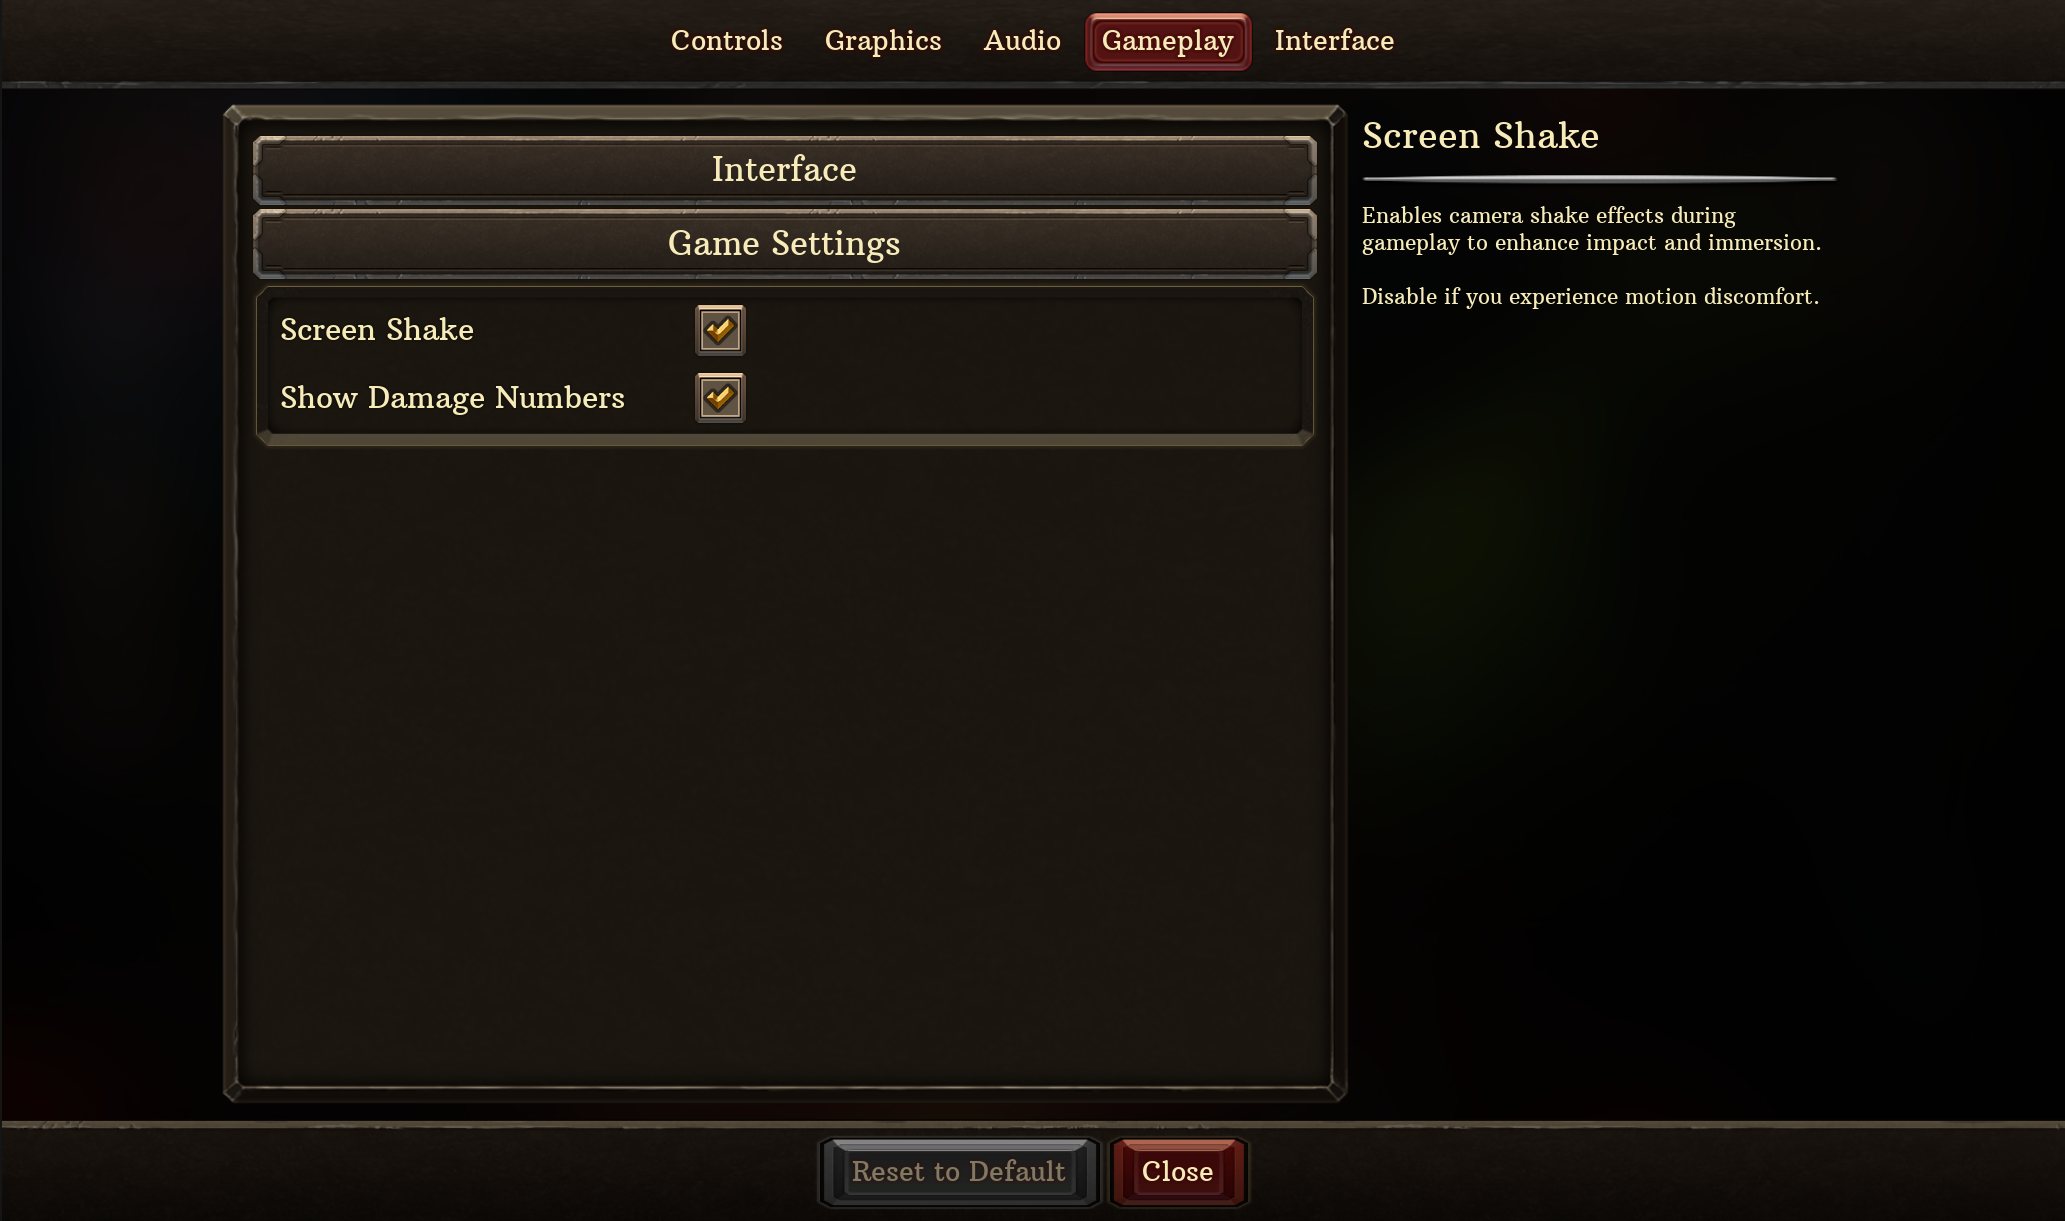 Controls Graphics Audio Gameplay Interface
Interface
Game Settings
Screen Shake
Show Damage Numbers
Screen Shake
Enables camera shake effects during
gameplay to enhance impact and immersion.
Disable if you experience motion discomfort.
Reset to Default Close